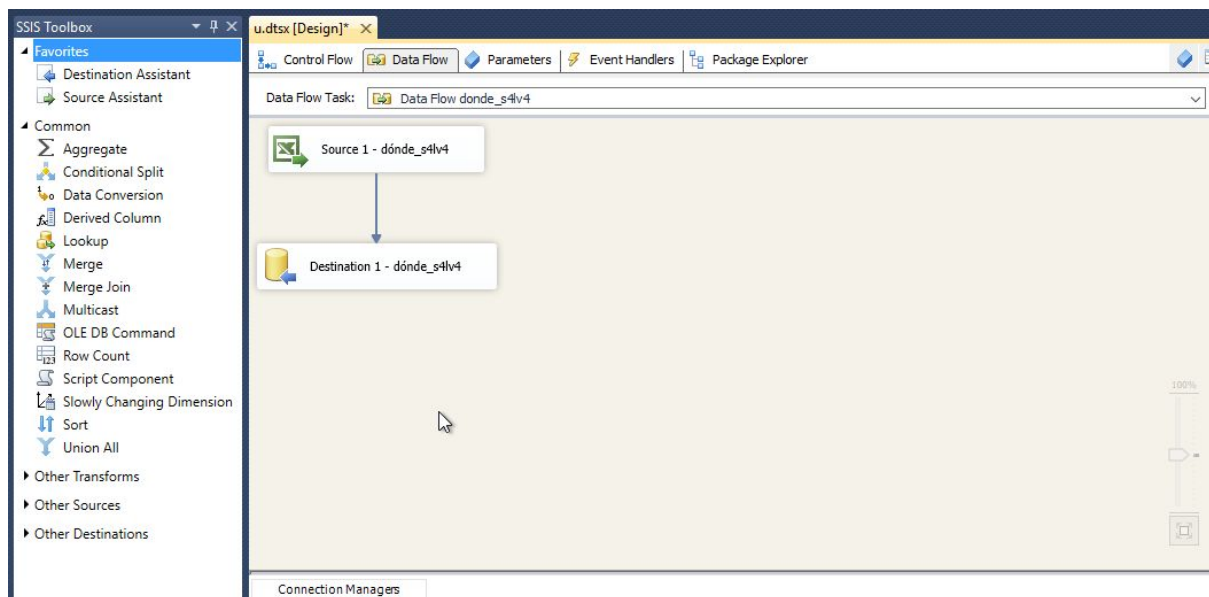 SSIS Toolbox
Favorites
Destination Assistant
Source Assistant
Common
Aggregate
Conditional Split
Data Conversion
Derived Column
Lookup
Merge
Merge Join
Multicast
OLE DB Command
Row Count
Script Component
Slowly Changing Dimension
Sort
Union All
Other Transforms
Other Sources
Other Destinations
u.dtsx [Design]*
Control Flow Data Flow Parameters Event Handlers Package Explorer
Data Flow Task: Data Flow donde_s4lv4
Source 1 - dónde_s4lv4
Destination 1 - dónde_s4lv4
100%
Connection Managers